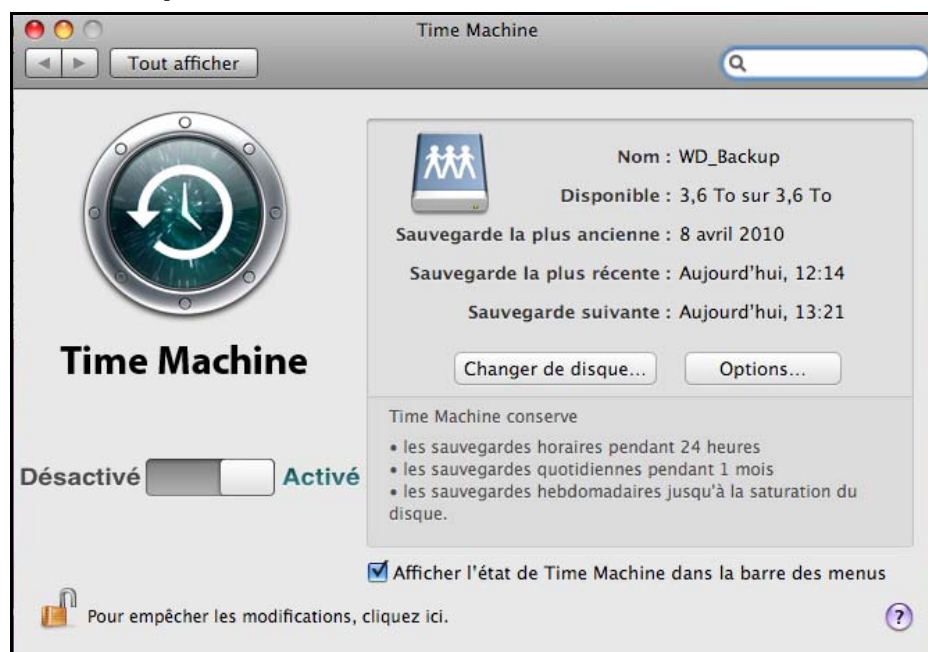 Time Machine
Tout afficher
Nom : WD_Backup
Disponible : 3,6 To sur 3,6 To
Sauvegarde la plus ancienne : 8 avril 2010
Sauvegarde la plus récente : Aujourd'hui, 12:14
Sauvegarde suivante : Aujourd'hui, 13:21
Time Machine
Changer de disque...
Options...
Désactivé
Activé
Time Machine conserve
• les sauvegardes horaires pendant 24 heures
• les sauvegardes quotidiennes pendant 1 mois
• les sauvegardes hebdomadaires jusqu'à la saturation du
disque.
Afficher l'état de Time Machine dans la barre des menus
Pour empêcher les modifications, cliquez ici.
?